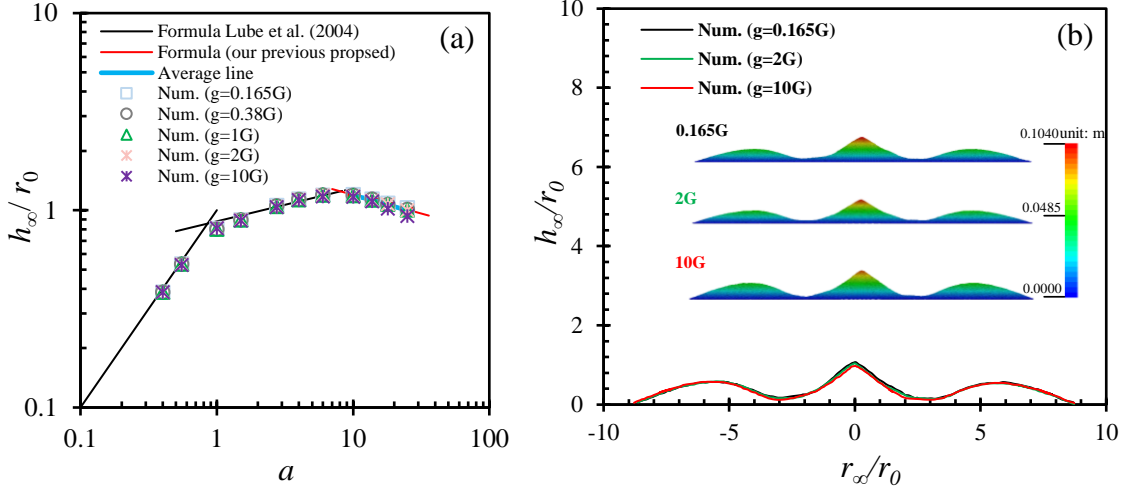 (a)
Formula Lube et al. (2004)
Formula (our previous propsed)
Average line
Num. (g=0.165G)
Num. (g=0.38G)
Num. (g=1G)
Num. (g=2G)
Num. (g=10G)
10
1
0.1
h∞/r0
0.1
1
10
100
a
(b)
Num. (g=0.165G)
Num. (g=2G)
Num. (g=10G)
0.165G
2G
10G
0.1040 unit: m
0.0485
0.0000
10
8
6
4
2
0
h∞/r0
-10
-5
0
5
10
r∞/r0